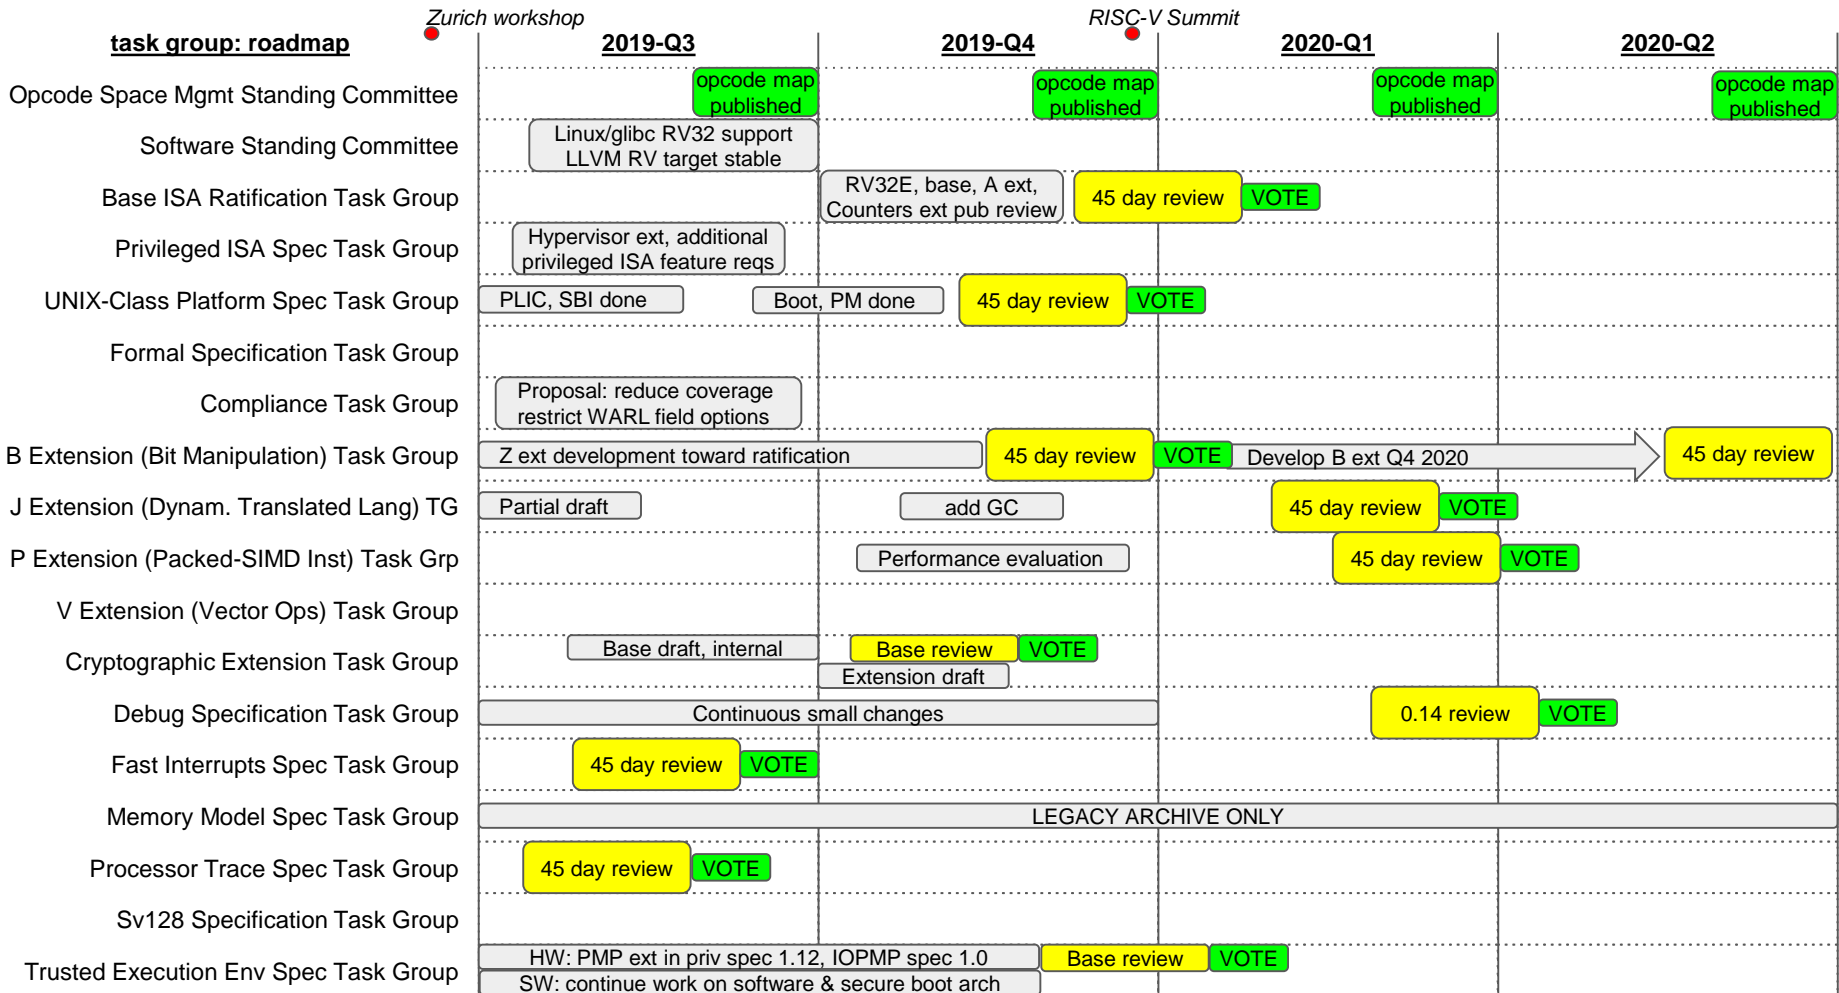 Zurich workshop
RISC-V Summit
task group: roadmap
2019-Q3
2019-Q4
2020-Q1
2020-Q2
Opcode Space Mgmt Standing Committee
opcode map
published
opcode map
published
opcode map
published
opcode map
published
Software Standing Committee
Linux/glibc RV32 support
LLVM RV target stable
Base ISA Ratification Task Group
RV32E, base, A ext,
Counters ext pub review
45 day review
VOTE
Privileged ISA Spec Task Group
Hypervisor ext, additional
privileged ISA feature reqs
UNIX-Class Platform Spec Task Group
PLIC, SBI done
Boot, PM done
45 day review
VOTE
Formal Specification Task Group
Compliance Task Group
Proposal: reduce coverage
restrict WARL field options
B Extension (Bit Manipulation) Task Group
Z ext development toward ratification
45 day review
VOTE
Develop B ext Q4 2020
45 day review
J Extension (Dynam. Translated Lang) TG
Partial draft
add GC
45 day review
VOTE
P Extension (Packed-SIMD Inst) Task Grp
Performance evaluation
45 day review
VOTE
V Extension (Vector Ops) Task Group
Cryptographic Extension Task Group
Base draft, internal
Base review
VOTE
Extension draft
Debug Specification Task Group
Continuous small changes
0.14 review
VOTE
Fast Interrupts Spec Task Group
45 day review
VOTE
Memory Model Spec Task Group
LEGACY ARCHIVE ONLY
Processor Trace Spec Task Group
45 day review
VOTE
Sv128 Specification Task Group
Trusted Execution Env Spec Task Group
HW: PMP ext in priv spec 1.12, IOPMP spec 1.0
Base review
VOTE
SW: continue work on software & secure boot arch